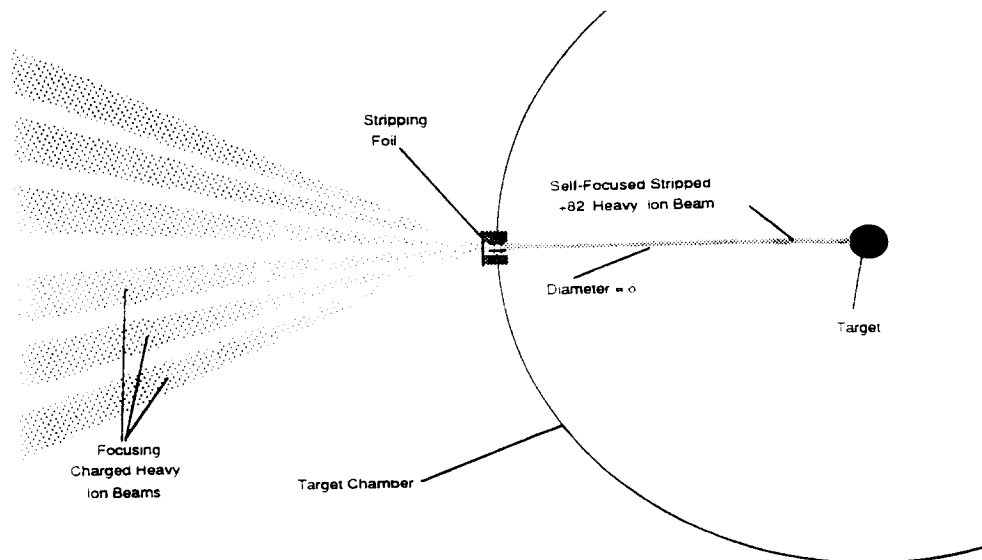 Stripping
Foil
Self-Focused Stripped
+82 Heavy Ion Beam
Diameter =
Target
Focusing
Charged Heavy
Ion Beams
Target Chamber